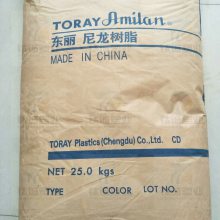 TORAY Amilan
东丽 尼龙树脂
MADE IN CHINA
TORAY Plastics (Chengdu) Co., Ltd. CD
NET 25.0 kgs
TYPE COLOR LOT NO.